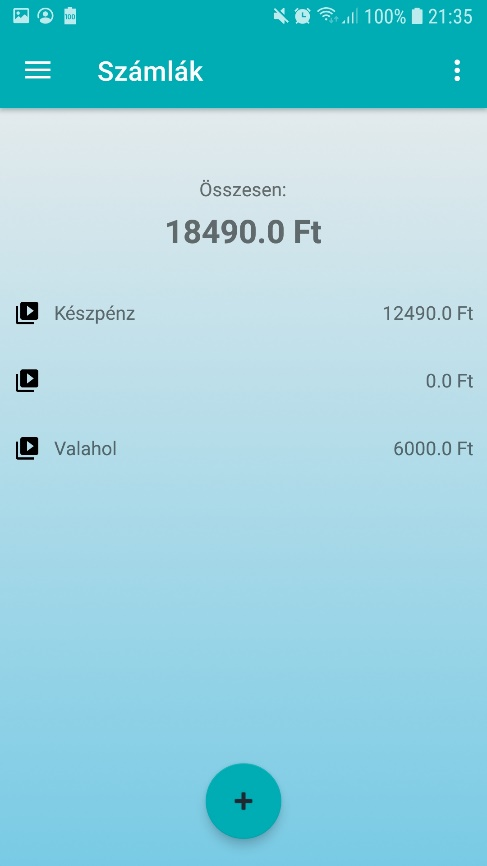 100
100% 21:35
Számlák
Összesen:
18490.0 Ft
Készpénz 12490.0 Ft
0.0 Ft
Valahol 6000.0 Ft
+